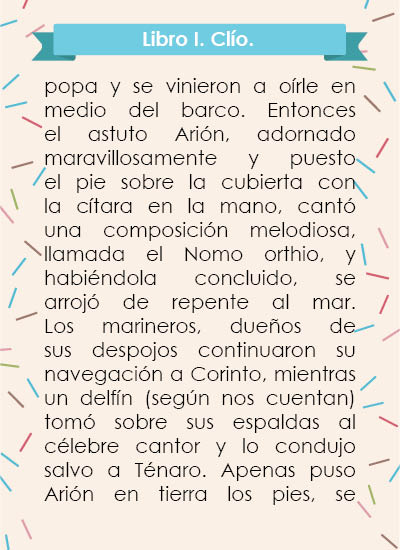 Libro I. Clío.
popa y se vinieron a oírle en
medio del barco. Entonces
el astuto Arión, adornado
maravillosamente y puesto
el pie sobre la cubierta con
la cítara en la mano, cantó
una composición melodiosa,
llamada el Nomo orthio, y
habiéndola concluido, se
arrojó de repente al mar.
Los marineros, dueños de
sus despojos continuaron su
navegación a Corinto, mientras
un delfín (según nos cuentan)
tomó sobre sus espaldas al
célebre cantor y lo condujo
salvo a Ténaro. Apenas puso
Arión en tierra los pies, se